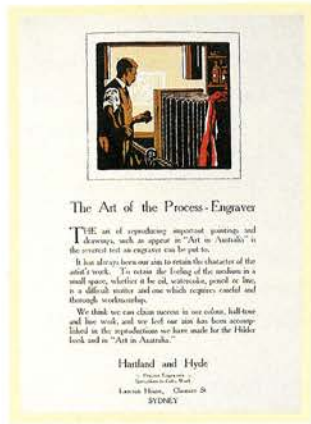 The Art of the Process-Engraver
THE art of reproducing important paintings and
drawings, such as appear in "Art in Australia" is
the severest test an engraver can be put to.
It has always been our aim to retain the character of the
artist's work. To retain the feeling of the medium in a
small space, whether it be oil, watercolor, pencil or line,
is a difficult matter and one which requires careful and
thorough workmanship.
We think we can claim success in our colour, half-tone
and line work, and we feel our aim has been accomp-
lished in the reproductions we have made for the Hilder
book and in "Art in Australia."
Hartland and Hyde
Process Engravers
Specialists in Color Work
House, Street
SYDNEY